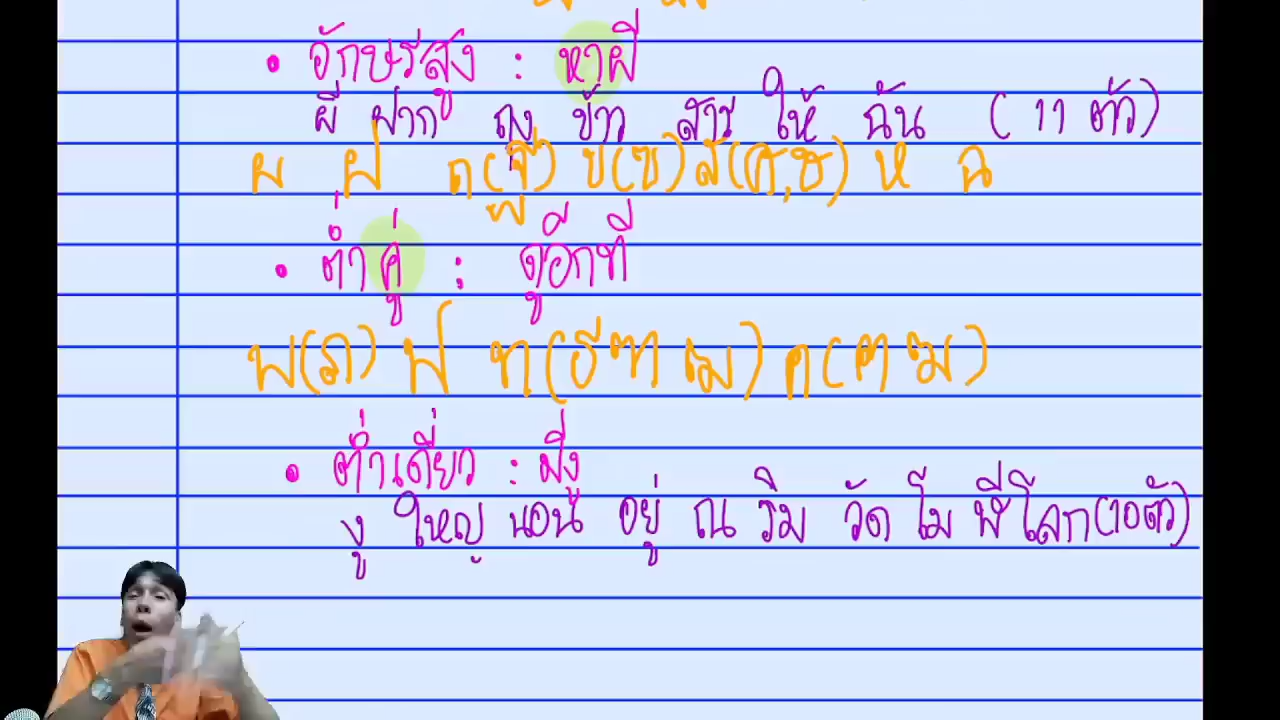 • อักษรสูง : หาผี
ผี ฝาก ถุง ข้าว สาร ให้ ฉัน (11 ตัว)
ผ ฝ ถ(ฐ) ข(ฃ) ส(ศ,ษ) ห ฉ
• ต่ำคู่ : ดูอีกที
พ(ภ) ฟ ท(ธ ฑ ฒ) ค(ฅ ฆ)
• ต่ำเดี่ยว : มีงู
งู ใหญ่ นอน อยู่ ณ ริม วัด โม ฬี โลก (10 ตัว)